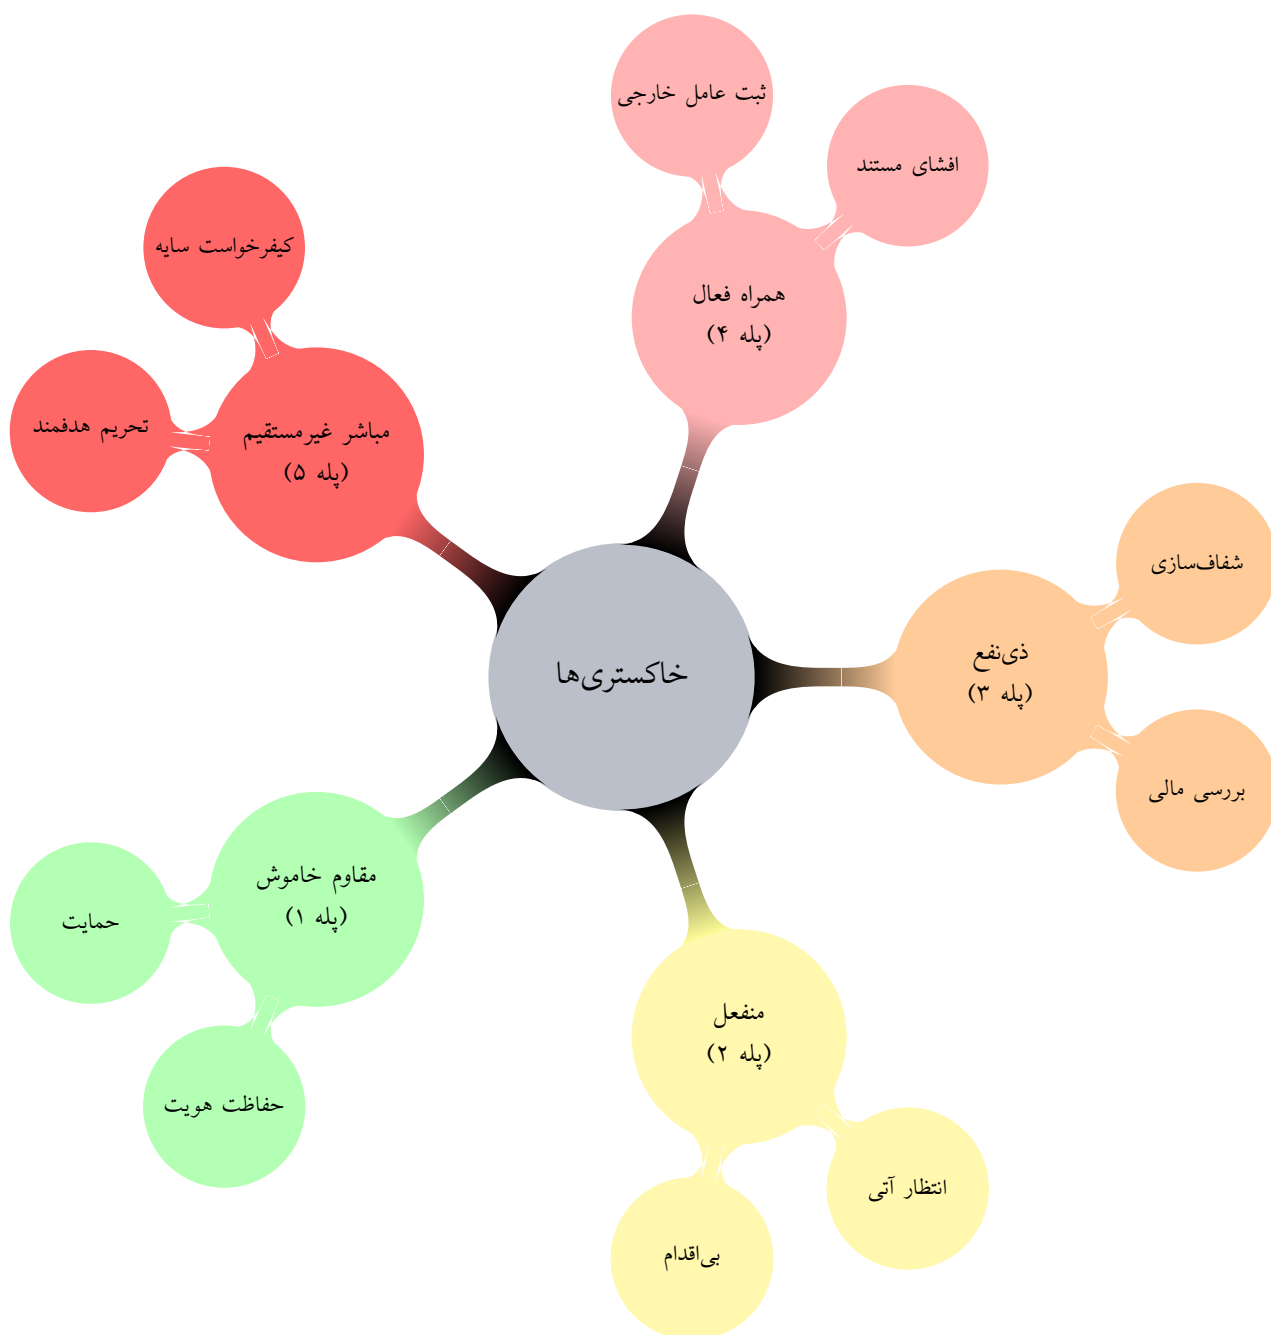 ثبت عامل خارجی
افشای مستند
همراه فعال
(پله ۴)
کیفرخواست سایه
تحریم هدفمند
مباشر غیرمستقیم
(پله ۵)
شفاف‌سازی
ذی‌نفع
(پله ۳)
بررسی مالی
خاکستری‌ها
مقاوم خاموش
(پله ۱)
حمایت
حفاظت هویت
منفعل
(پله ۲)
انتظار آتی
بی‌اقدام